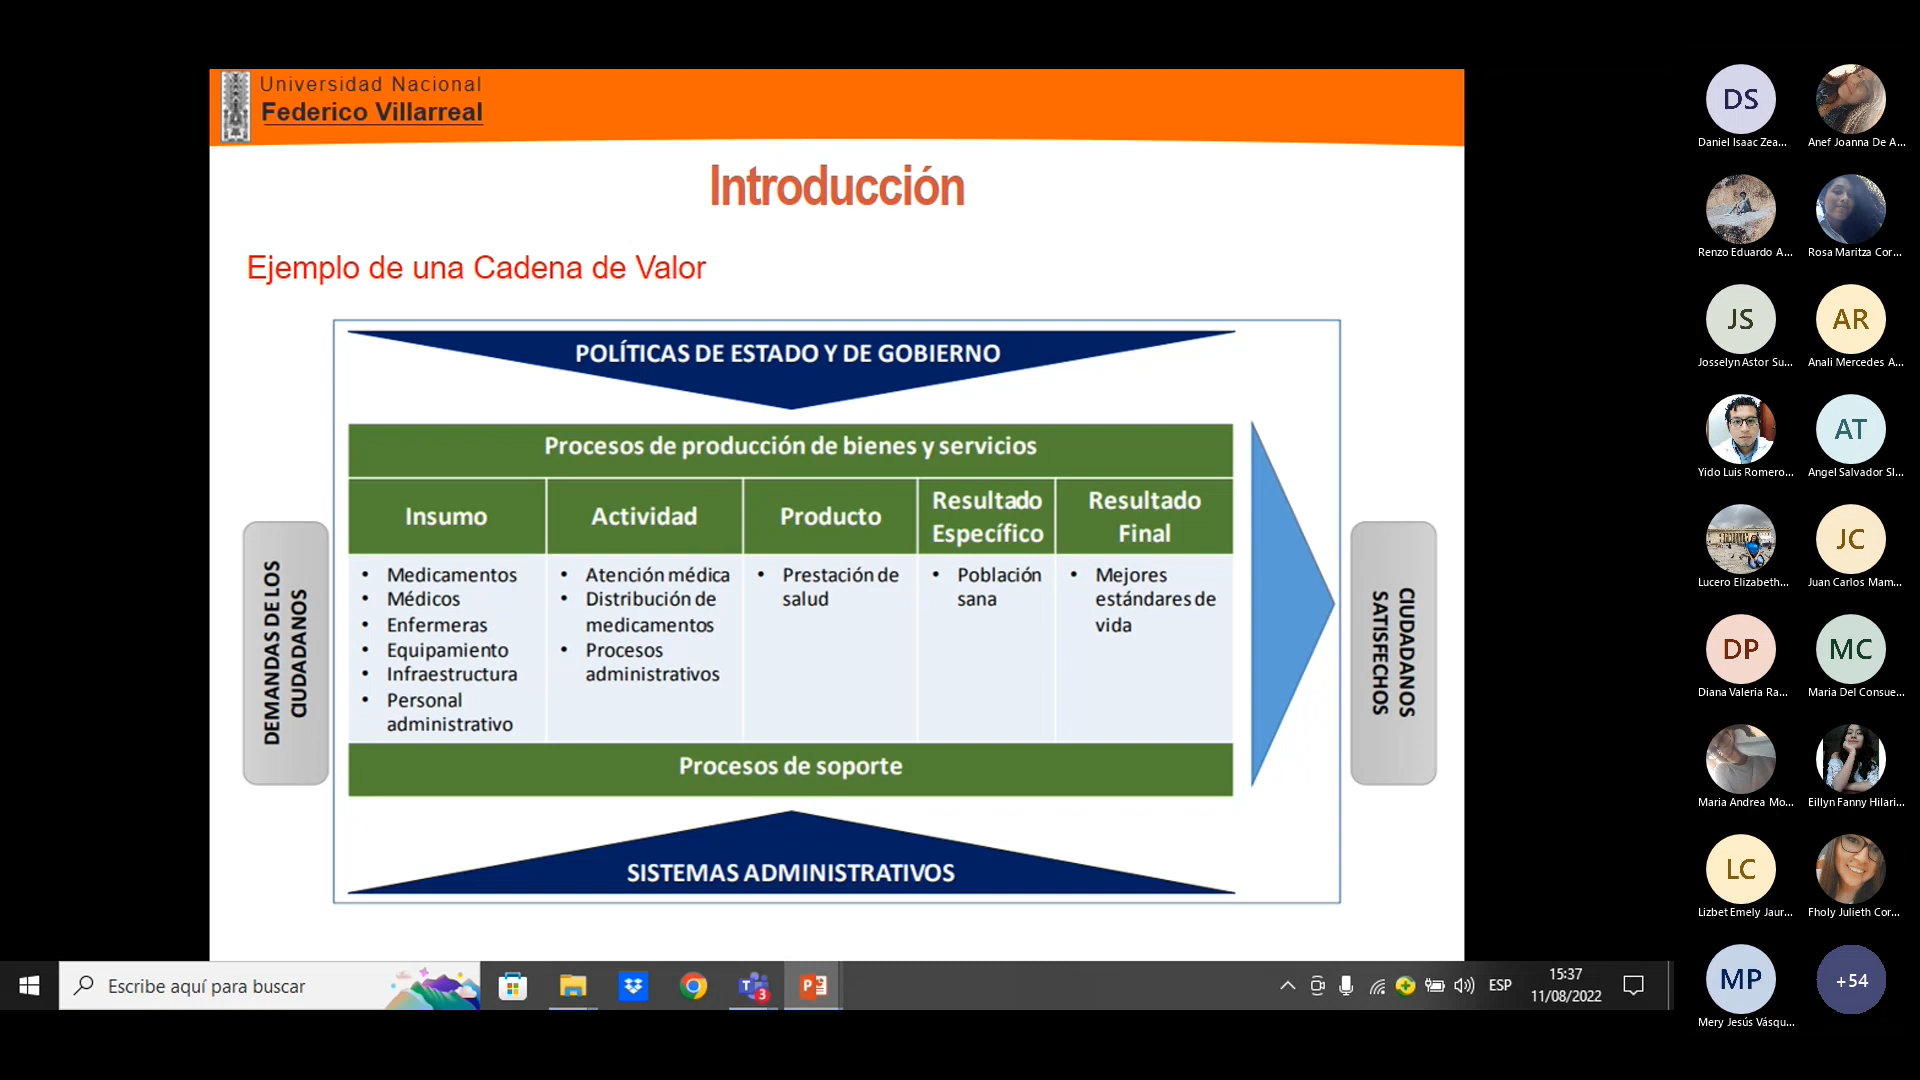 Universidad Nacional
Federico Villarreal
Introducción
Ejemplo de una Cadena de Valor
POLÍTICAS DE ESTADO Y DE GOBIERNO
Procesos de producción de bienes y servicios
Insumo
Actividad
Producto
Resultado
Específico
Resultado
Final
DEMANDAS DE LOS
CIUDADANOS
• Medicamentos
• Médicos
• Enfermeras
• Equipamiento
• Infraestructura
• Personal
administrativo
• Atención médica
• Distribución de
medicamentos
• Procesos
administrativos
• Prestación de
salud
• Población
sana
• Mejores
estándares de
vida
CIUDADANOS
SATISFECHOS
Procesos de soporte
SISTEMAS ADMINISTRATIVOS
DS
Daniel Isaac Zea...
Anef Joanna De A...
Renzo Eduardo A...
Rosa Maritza Cor...
JS
Josselyn Astor Su...
AR
Anali Mercedes A...
Yido Luis Romero...
AT
Angel Salvador SI...
Lucero Elizabeth...
JC
Juan Carlos Mam...
DP
Diana Valeria Ra...
MC
Maria Del Consue...
Maria Andrea Mo...
Eillyn Fanny Hilari...
LC
Lizbet Emely Jaur...
Fholy Julieth Cor...
MP
Mery Jesús Vásqu...
+54
Escribe aquí para buscar
3
ESP
15:37
11/08/2022